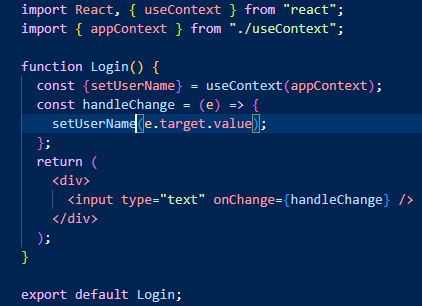 import React, { useContext } from "react";
import { appContext } from "./useContext";
function Login() {
const {setUserName} = useContext(appContext);
const handleChange = (e) => {
setUserName(e.target.value);
};
return (
<div>
<input type="text" onChange={handleChange} />
</div>
);
}
export default Login;